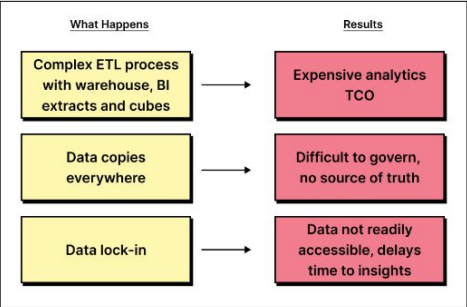 What Happens
Results
Complex ETL process
with warehouse, BI
extracts and cubes
Expensive analytics
TCO
Data copies
everywhere
Difficult to govern,
no source of truth
Data lock-in
Data not readily
accessible, delays
time to insights